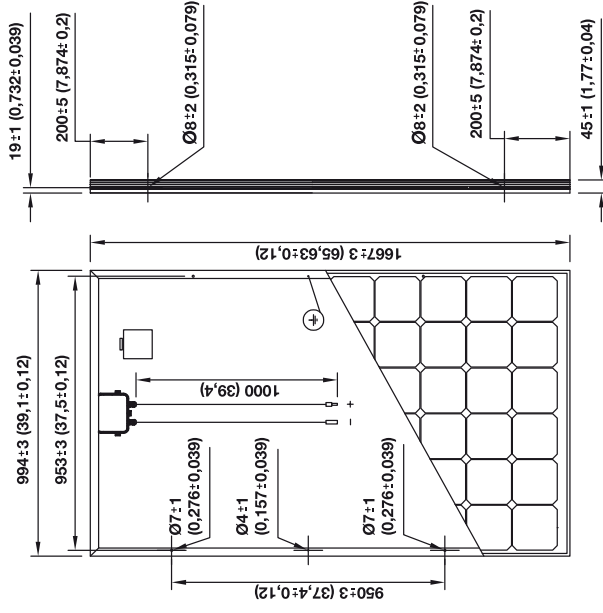 19±1 (0,732±0,039)
200±5 (7,874±0,2)
Ø8±2 (0,315±0,079)
Ø8±2 (0,315±0,079)
200±5 (7,874±0,2)
45±1 (1,77±0,04)
1667±3 (65,63±0,12)
994±3 (39,1±0,12)
953±3 (37,5±0,12)
1000 (39,4)
+
−
Ø7±1
(0,276±0,039)
Ø4±1
(0,157±0,039)
Ø7±1
(0,276±0,039)
950±3 (37,4±0,12)